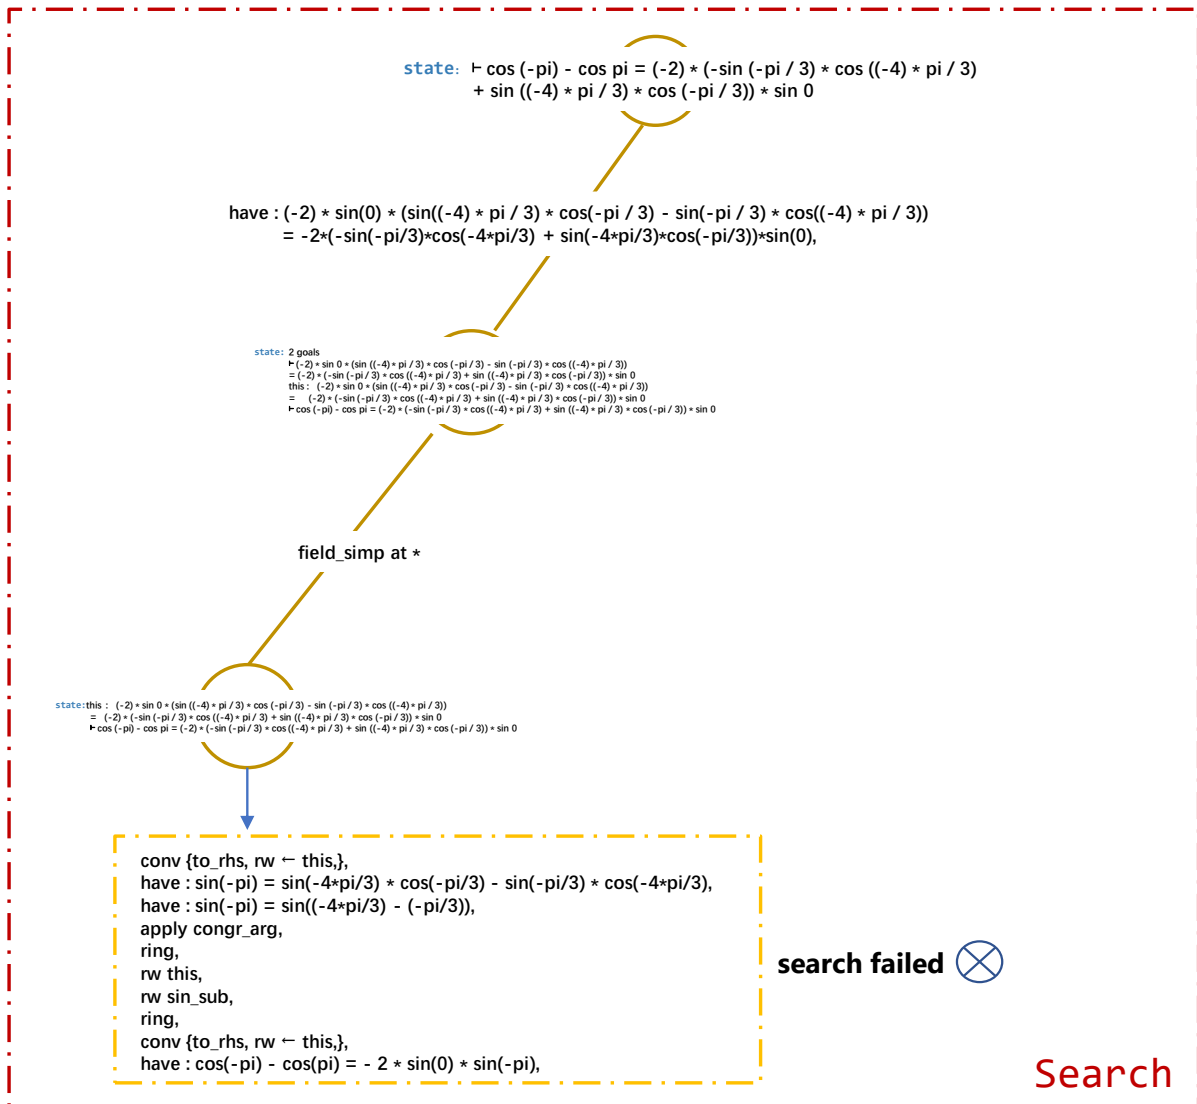 state: ⊢ cos (-pi) - cos pi = (-2) * (-sin (-pi / 3) * cos ((-4) * pi / 3)
+ sin ((-4) * pi / 3) * cos (-pi / 3)) * sin 0
have : (-2) * sin(0) * (sin((-4) * pi / 3) * cos(-pi / 3) - sin(-pi / 3) * cos((-4) * pi / 3))
= -2*(-sin(-pi/3)*cos(-4*pi/3) + sin(-4*pi/3)*cos(-pi/3))*sin(0),
state: 2 goals
⊢ (-2) * sin 0 * (sin ((-4) * pi / 3) * cos (-pi / 3) - sin (-pi / 3) * cos ((-4) * pi / 3))
= (-2) * (-sin (-pi / 3) * cos ((-4) * pi / 3) + sin ((-4) * pi / 3) * cos (-pi / 3)) * sin 0
this : (-2) * sin 0 * (sin ((-4) * pi / 3) * cos (-pi / 3) - sin (-pi / 3) * cos ((-4) * pi / 3))
= (-2) * (-sin (-pi / 3) * cos ((-4) * pi / 3) + sin ((-4) * pi / 3) * cos (-pi / 3)) * sin 0
⊢ cos (-pi) - cos pi = (-2) * (-sin (-pi / 3) * cos ((-4) * pi / 3) + sin ((-4) * pi / 3) * cos (-pi / 3)) * sin 0
field_simp at *
state: this : (-2) * sin 0 * (sin ((-4) * pi / 3) * cos (-pi / 3) - sin (-pi / 3) * cos ((-4) * pi / 3))
= (-2) * (-sin (-pi / 3) * cos ((-4) * pi / 3) + sin ((-4) * pi / 3) * cos (-pi / 3)) * sin 0
⊢ cos (-pi) - cos pi = (-2) * (-sin (-pi / 3) * cos ((-4) * pi / 3) + sin ((-4) * pi / 3) * cos (-pi / 3)) * sin 0
conv {to_rhs, rw ← this,},
have : sin(-pi) = sin(-4*pi/3) * cos(-pi/3) - sin(-pi/3) * cos(-4*pi/3),
have : sin(-pi) = sin((-4*pi/3) - (-pi/3)),
apply congr_arg,
ring,
rw this,
rw sin_sub,
ring,
conv {to_rhs, rw ← this,},
have : cos(-pi) - cos(pi) = - 2 * sin(0) * sin(-pi),
search failed
Search